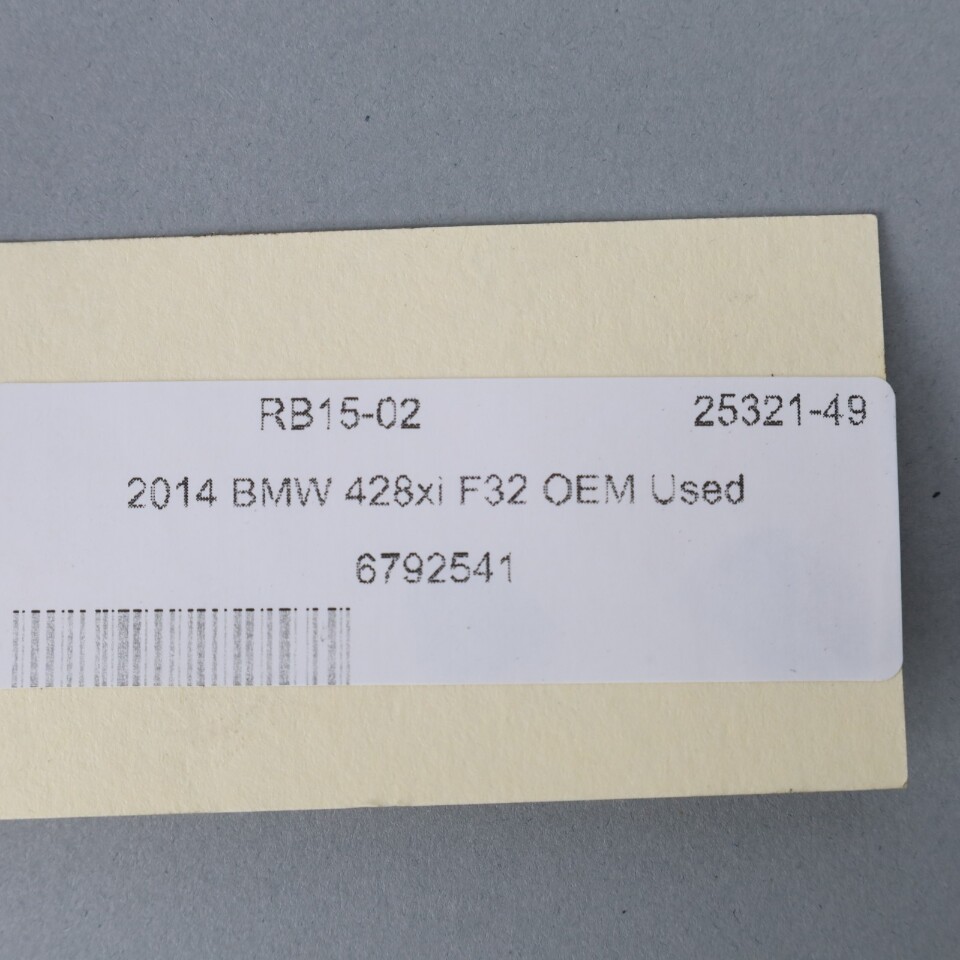 RB15-02 25321-49
2014 BMW 428xi F32 OEM Used
6792541